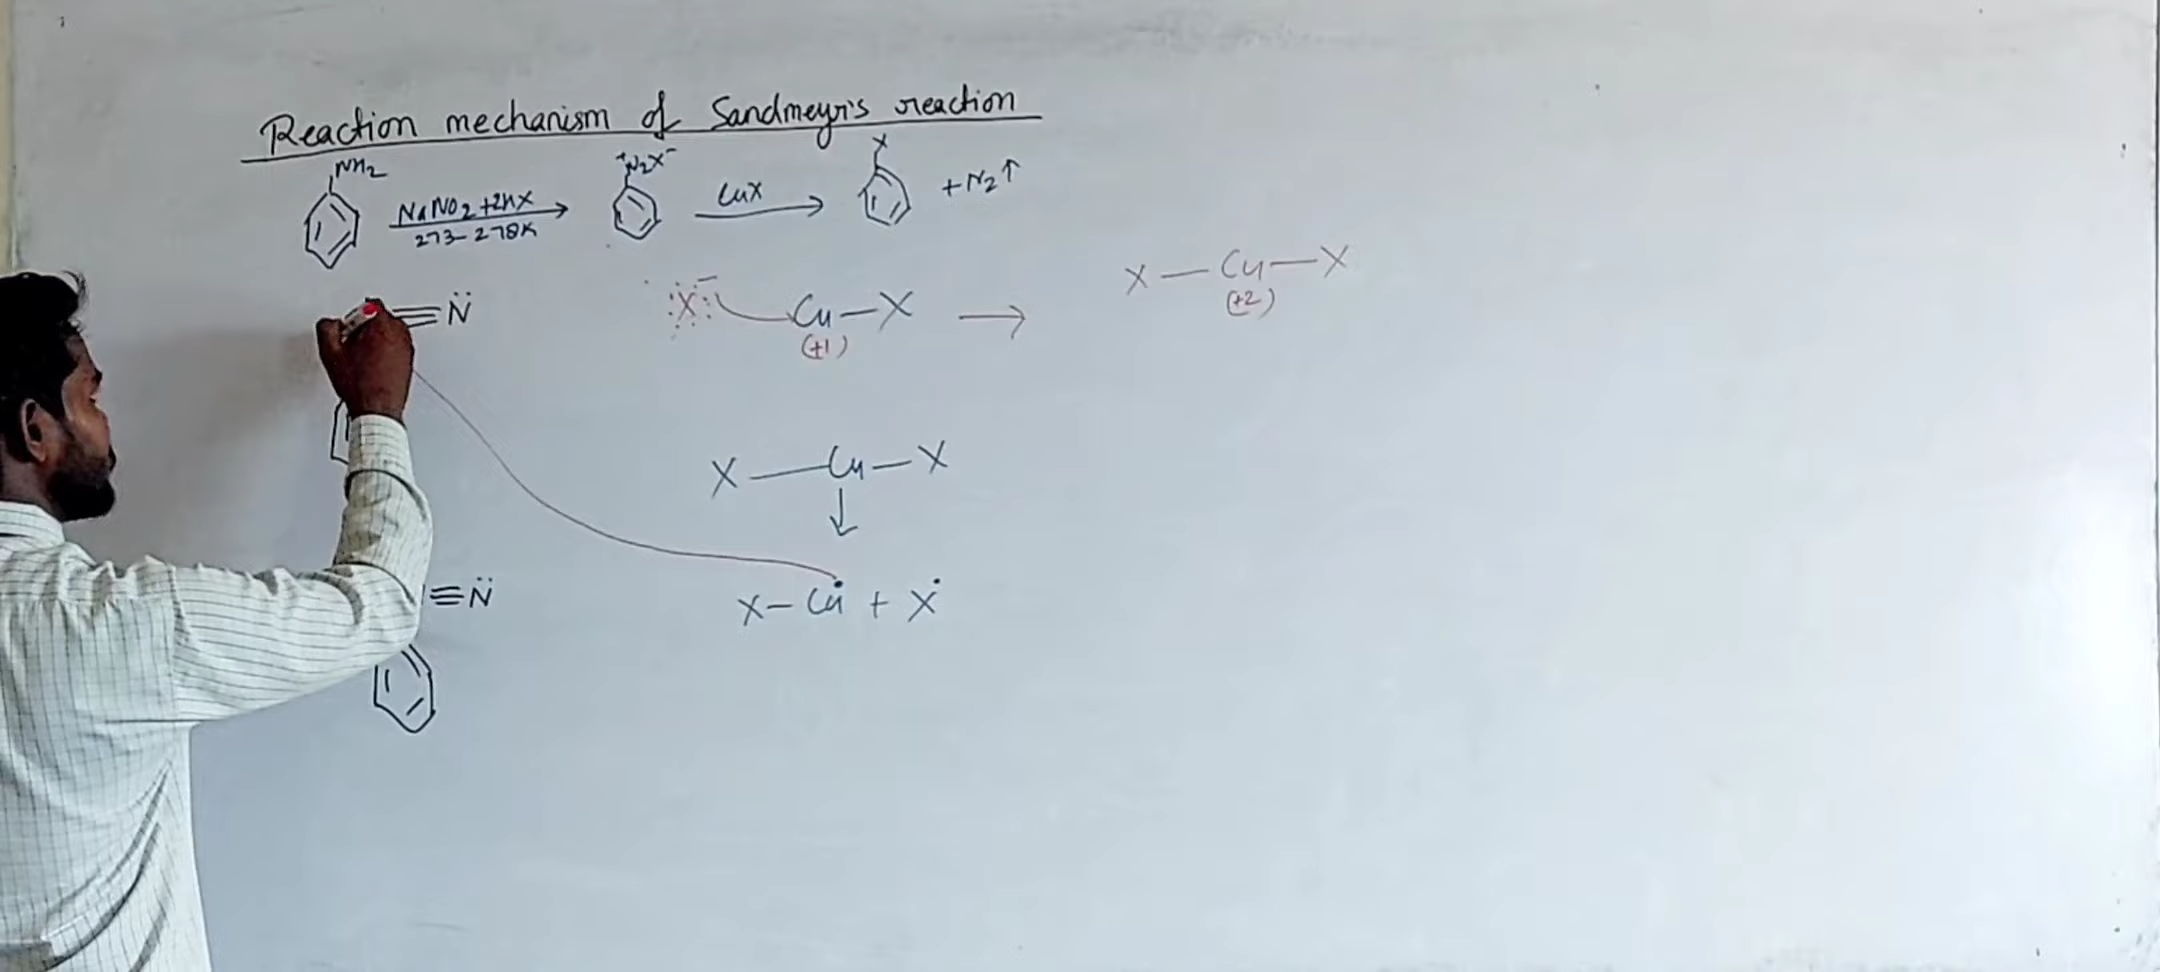 Reaction mechanism of Sandmeyr's reaction
NH2 NaNO2+2HX 273-278K +N2X- CuX X +N2↑
≡N̈ :Ẍ:- Cu-X → X-Cu-X
(+1) (+2)
X-Cu-X
↓
≡N̈ X-Cu• + X•